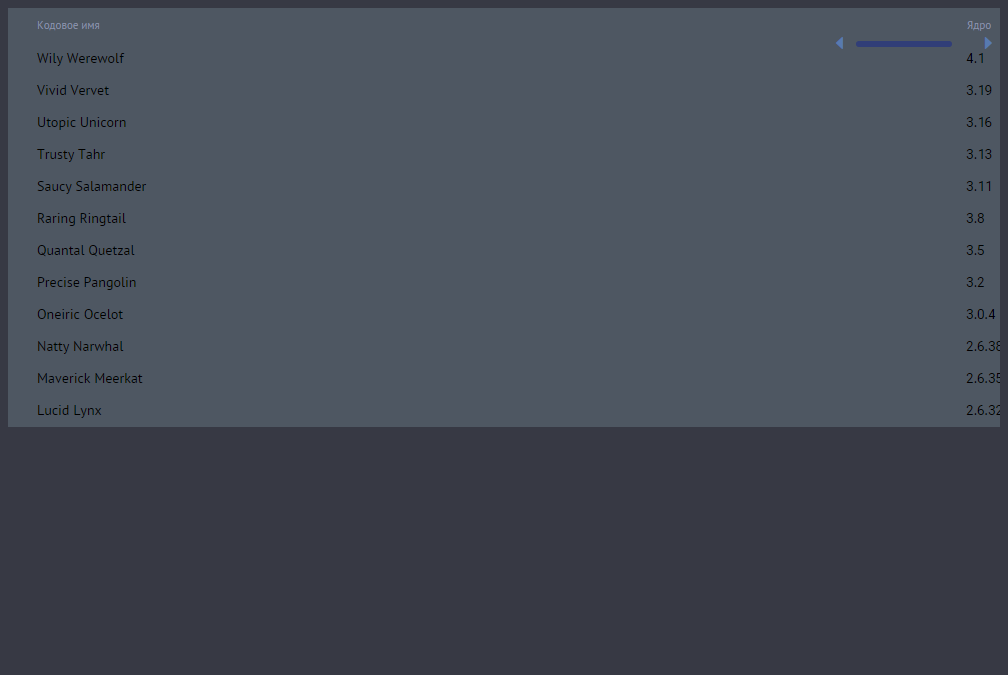 Кодовое имя Ядро
Wily Werewolf 4.1
Vivid Vervet 3.19
Utopic Unicorn 3.16
Trusty Tahr 3.13
Saucy Salamander 3.11
Raring Ringtail 3.8
Quantal Quetzal 3.5
Precise Pangolin 3.2
Oneiric Ocelot 3.0.4
Natty Narwhal 2.6.38
Maverick Meerkat 2.6.35
Lucid Lynx 2.6.32